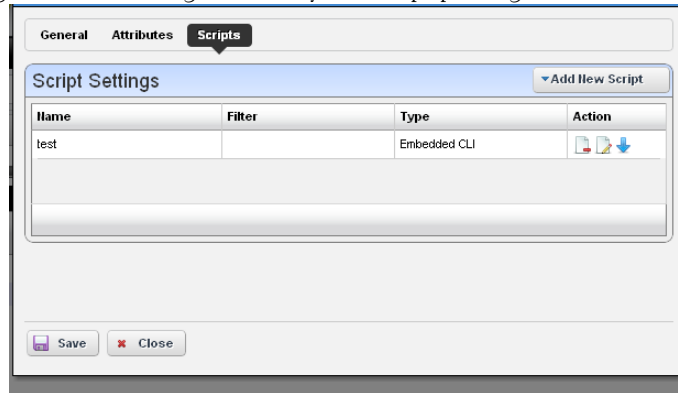 General Attributes Scripts
Script Settings
Add New Script
Name Filter Type Action
test Embedded CLI
Save Close